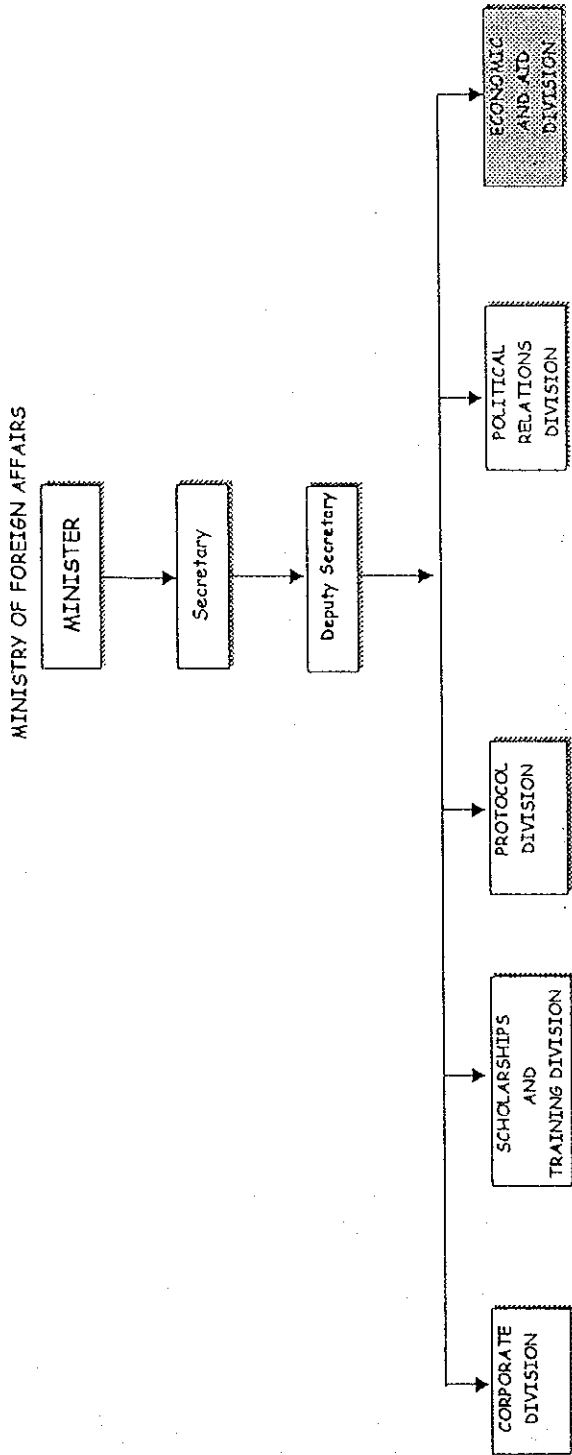 MINISTRY OF FOREIGN AFFAIRS
MINISTER
Secretary
Deputy Secretary
CORPORATE
DIVISION
SCHOLARSHIPS
AND
TRAINING DIVISION
PROTOCOL
DIVISION
POLITICAL
RELATIONS
DIVISION
ECONOMIC
AND AID
DIVISION